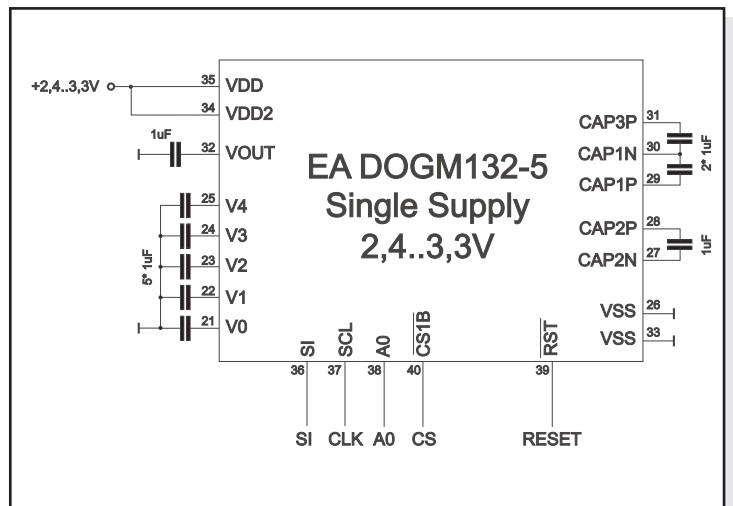 +2,4..3,3V
35 VDD
34 VDD2
1uF
32 VOUT
25 V4
24 V3
23 V2
22 V1
21 V0
5* 1uF
EA DOGM132-5
Single Supply
2,4..3,3V
CAP3P 31
CAP1N 30
CAP1P 29
2* 1uF
CAP2P 28
CAP2N 27
1uF
VSS 26
VSS 33
SI SCL A0 CS1B RST
36 37 38 40 39
SI CLK A0 CS RESET